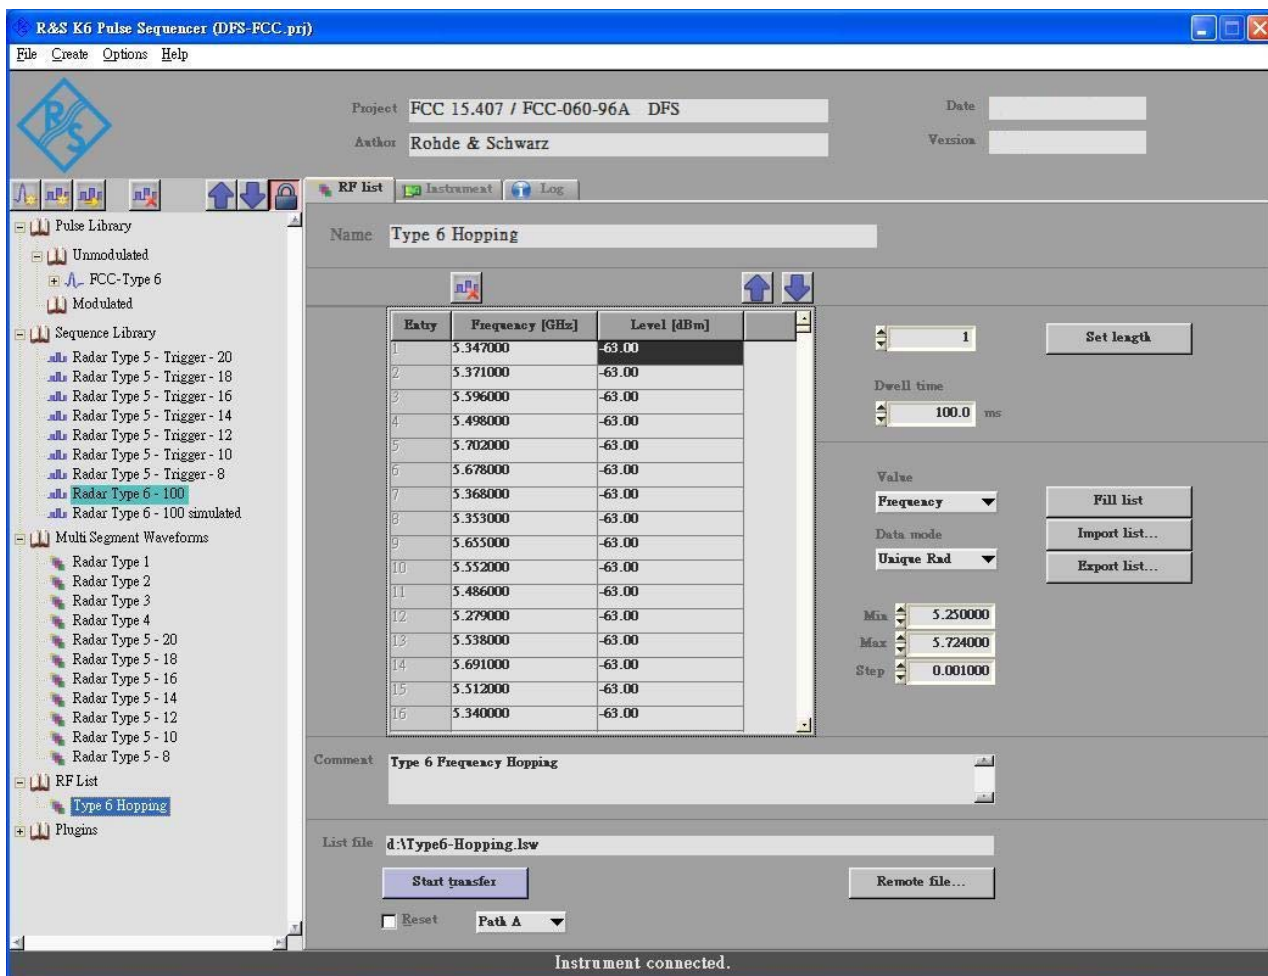 R&S K6 Pulse Sequencer (DFS-FCC.prj)
File Create Options Help
R S
Project FCC 15.407 / FCC-060-96A DFS
Date
Author Rohde & Schwarz
Version
RF list Instrument Log
Pulse Library
Unmodulated
FCC-Type 6
Modulated
Sequence Library
Radar Type 5 - Trigger - 20
Radar Type 5 - Trigger - 18
Radar Type 5 - Trigger - 16
Radar Type 5 - Trigger - 14
Radar Type 5 - Trigger - 12
Radar Type 5 - Trigger - 10
Radar Type 5 - Trigger - 8
Radar Type 6 - 100
Radar Type 6 - 100 simulated
Multi Segment Waveforms
Radar Type 1
Radar Type 2
Radar Type 3
Radar Type 4
Radar Type 5 - 20
Radar Type 5 - 18
Radar Type 5 - 16
Radar Type 5 - 14
Radar Type 5 - 12
Radar Type 5 - 10
Radar Type 5 - 8
RF List
Type 6 Hopping
Plugins
Name Type 6 Hopping
Entry Frequency [GHz] Level [dBm]
1 5.347000 -63.00
2 5.371000 -63.00
3 5.596000 -63.00
4 5.498000 -63.00
5 5.702000 -63.00
6 5.678000 -63.00
7 5.368000 -63.00
8 5.353000 -63.00
9 5.655000 -63.00
10 5.552000 -63.00
11 5.486000 -63.00
12 5.279000 -63.00
13 5.538000 -63.00
14 5.691000 -63.00
15 5.512000 -63.00
16 5.340000 -63.00
1 Set length
Dwell time
100.0 ms
Value
Frequency Fill list
Data mode Import list...
Unique Rnd Export list...
Min 5.250000
Max 5.724000
Step 0.001000
Comment Type 6 Frequency Hopping
List file d:\Type6-Hopping.lsw
Start transfer Remote file...
Reset Path A
Instrument connected.